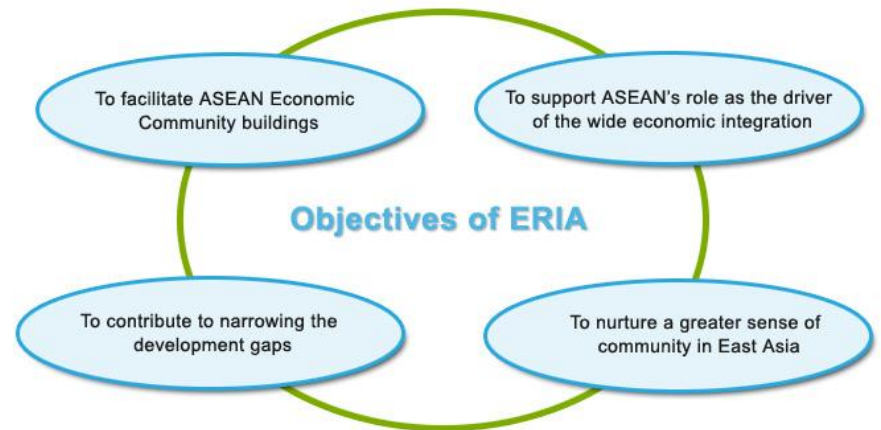 To facilitate ASEAN Economic
Community buildings
To support ASEAN's role as the driver
of the wide economic integration
Objectives of ERIA
To contribute to narrowing the
development gaps
To nurture a greater sense of
community in East Asia